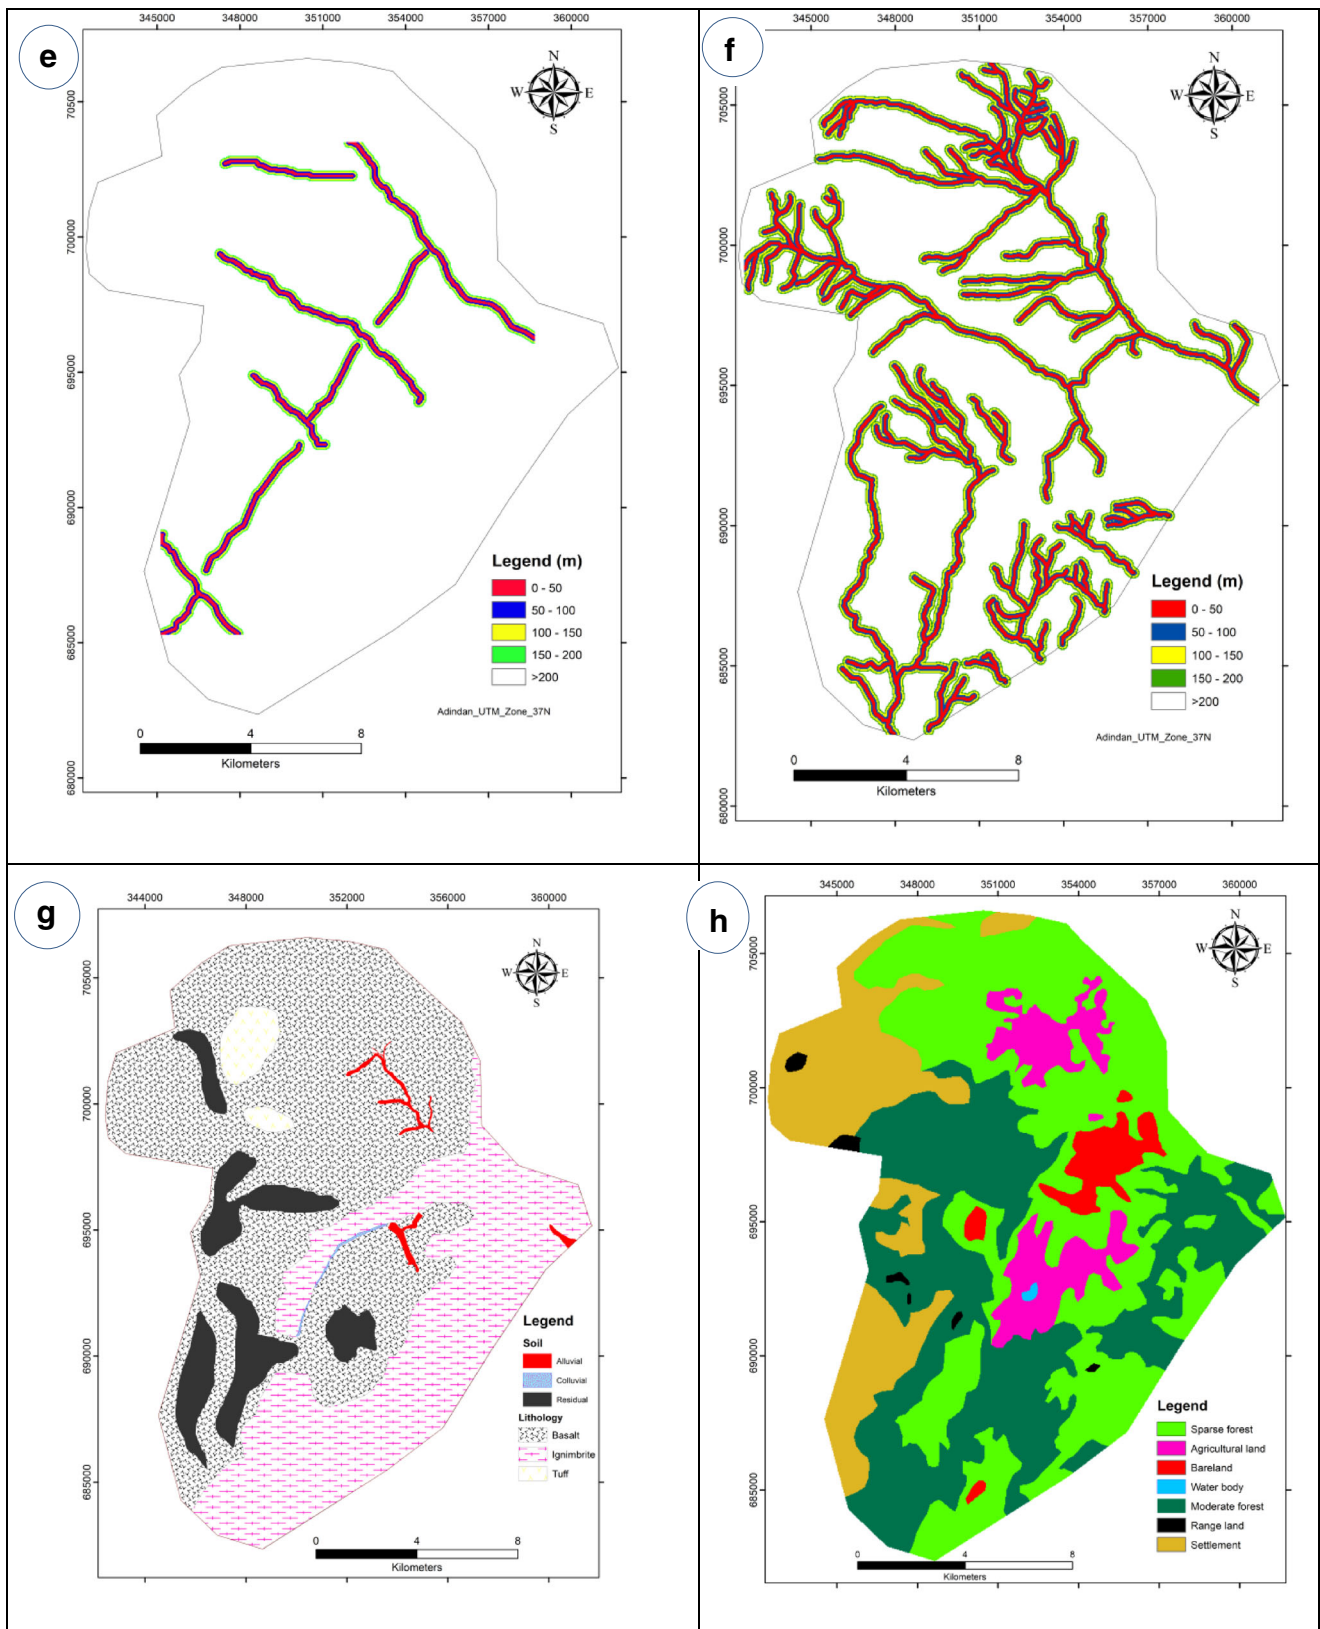 e
345000 348000 351000 354000 357000 360000
N
W E
S
70500
700000
695000
690000
685000
680000
Legend (m)
0 - 50
50 - 100
100 - 150
150 - 200
>200
Adindan_UTM_Zone_37N
0 4 8
Kilometers
f
345000 348000 351000 354000 357000 360000
N
W E
S
705000
700000
695000
690000
685000
680000
Legend (m)
0 - 50
50 - 100
100 - 150
150 - 200
>200
Adindan_UTM_Zone_37N
0 4 8
Kilometers
g
344000 348000 352000 356000 360000
N
W E
S
705000
700000
695000
690000
685000
Legend
Soil
Alluvial
Colluvial
Residual
Lithology
Basalt
Ignimbrite
Tuff
0 4 8
Kilometers
h
345000 348000 351000 354000 357000 360000
N
W E
S
705000
700000
695000
690000
685000
Legend
Sparse forest
Agricultural land
Bareland
Water body
Moderate forest
Range land
Settlement
0 4 8
Kilometers